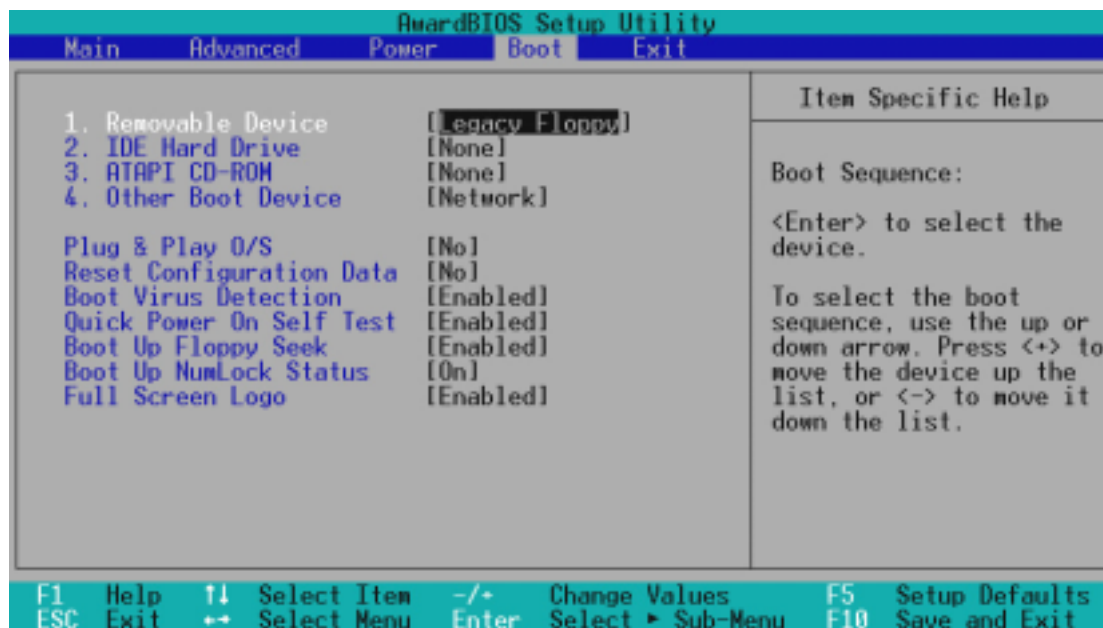 AwardBIOS Setup Utility
Main Advanced Power Boot Exit
1. Removable Device [Legacy Floppy]
2. IDE Hard Drive [None]
3. ATAPI CD-ROM [None]
4. Other Boot Device [Network]
Plug & Play O/S [No]
Reset Configuration Data [No]
Boot Virus Detection [Enabled]
Quick Power On Self Test [Enabled]
Boot Up Floppy Seek [Enabled]
Boot Up NumLock Status [On]
Full Screen Logo [Enabled]
Item Specific Help
Boot Sequence:
<Enter> to select the
device.
To select the boot
sequence, use the up or
down arrow. Press <+> to
move the device up the
list, or <-> to move it
down the list.
F1 Help ↑↓ Select Item -/+ Change Values F5 Setup Defaults
ESC Exit ←→ Select Menu Enter Select ► Sub-Menu F10 Save and Exit